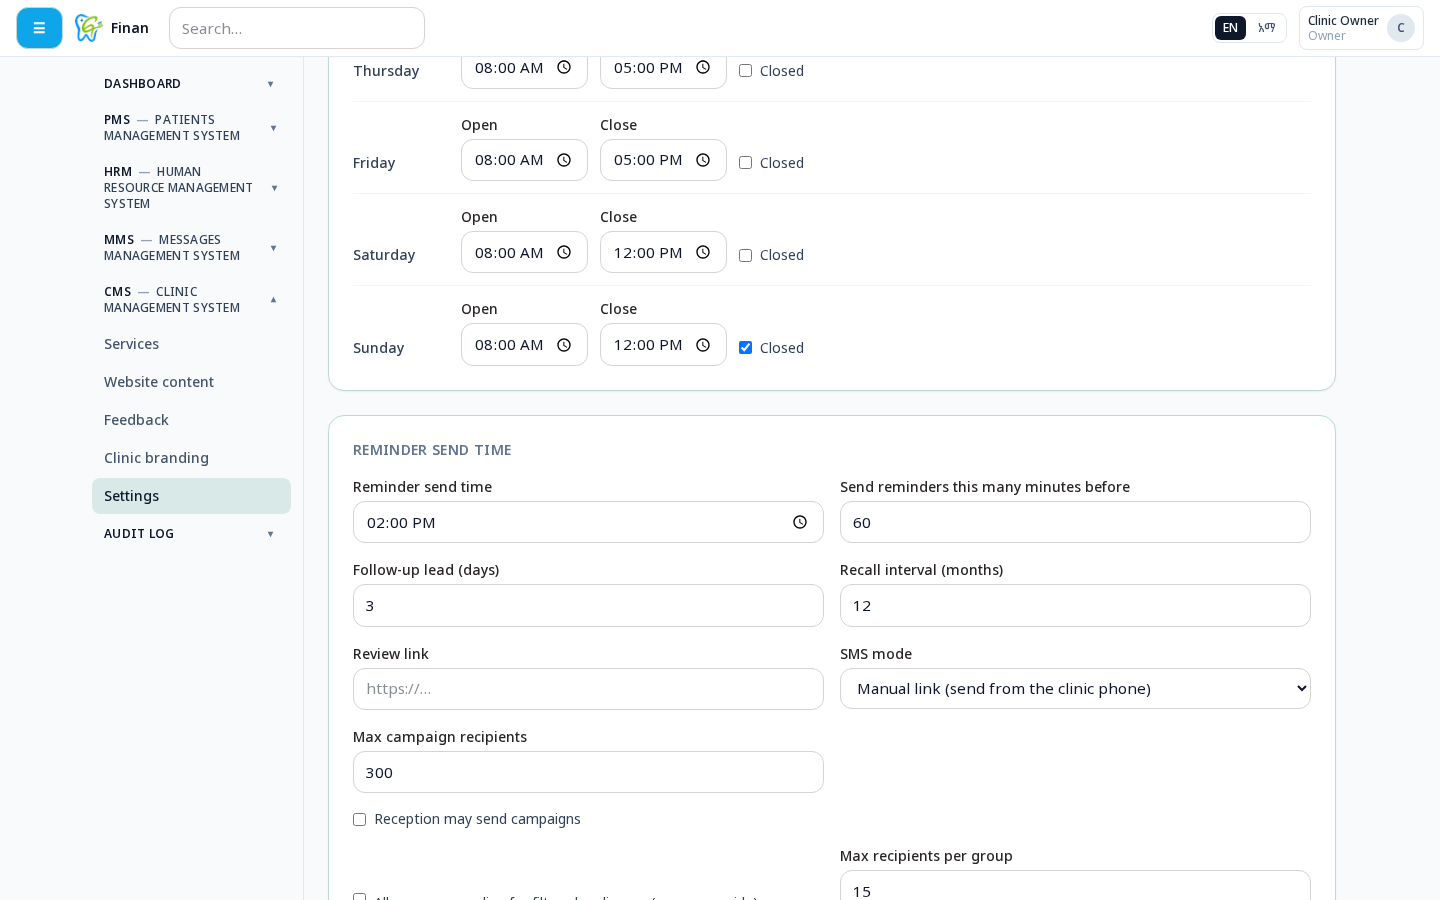 ☰ Finan Search... EN አማ Clinic Owner C
Owner
DASHBOARD ▾
PMS — PATIENTS MANAGEMENT SYSTEM ▾
HRM — HUMAN RESOURCE MANAGEMENT SYSTEM ▾
MMS — MESSAGES MANAGEMENT SYSTEM ▾
CMS — CLINIC MANAGEMENT SYSTEM ▴
Services
Website content
Feedback
Clinic branding
Settings
AUDIT LOG ▾
Thursday 08:00 AM 05:00 PM Closed
Open Close
Friday 08:00 AM 05:00 PM Closed
Open Close
Saturday 08:00 AM 12:00 PM Closed
Open Close
Sunday 08:00 AM 12:00 PM Closed
REMINDER SEND TIME
Reminder send time
02:00 PM
Send reminders this many minutes before
60
Follow-up lead (days)
3
Recall interval (months)
12
Review link
https://...
SMS mode
Manual link (send from the clinic phone)
Max campaign recipients
300
Reception may send campaigns
Max recipients per group
15